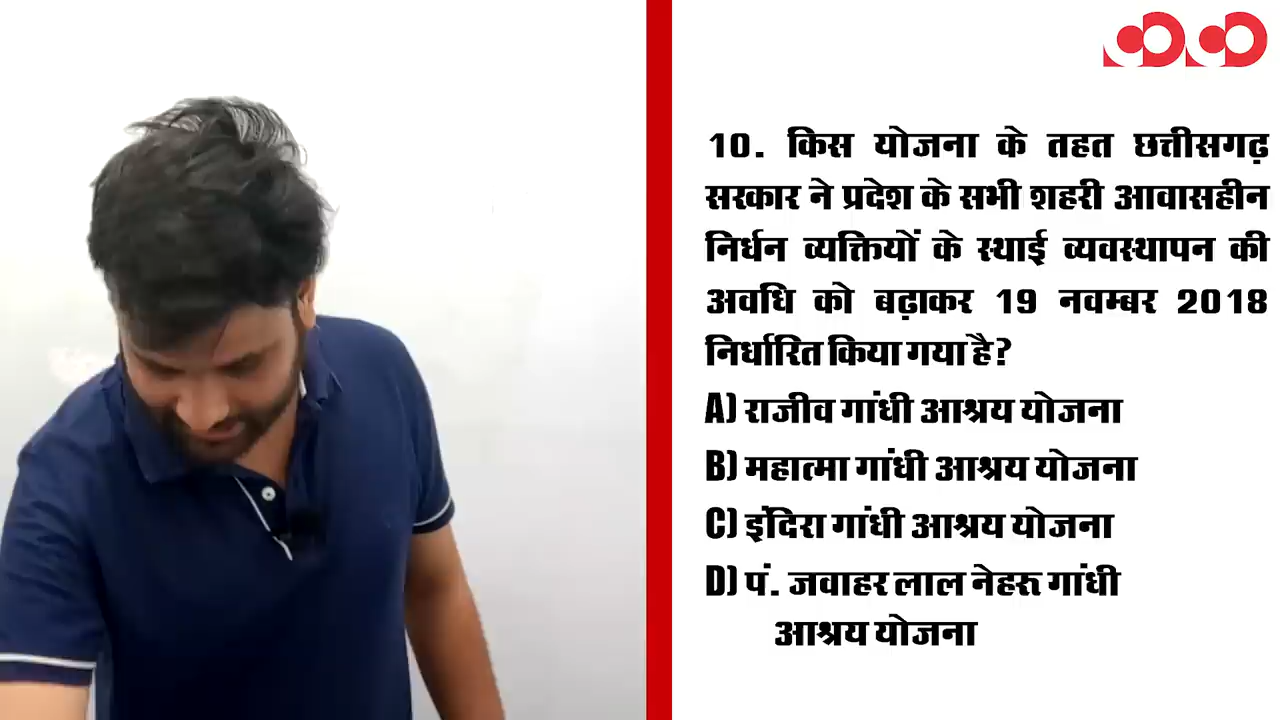 10. किस योजना के तहत छत्तीसगढ़
सरकार ने प्रदेश के सभी शहरी आवासहीन
निर्धन व्यक्तियों के स्थाई व्यवस्थापन की
अवधि को बढ़ाकर 19 नवम्बर 2018
निर्धारित किया गया है?
A) राजीव गांधी आश्रय योजना
B) महात्मा गांधी आश्रय योजना
C) इंदिरा गांधी आश्रय योजना
D) पं. जवाहर लाल नेहरू गांधी
आश्रय योजना